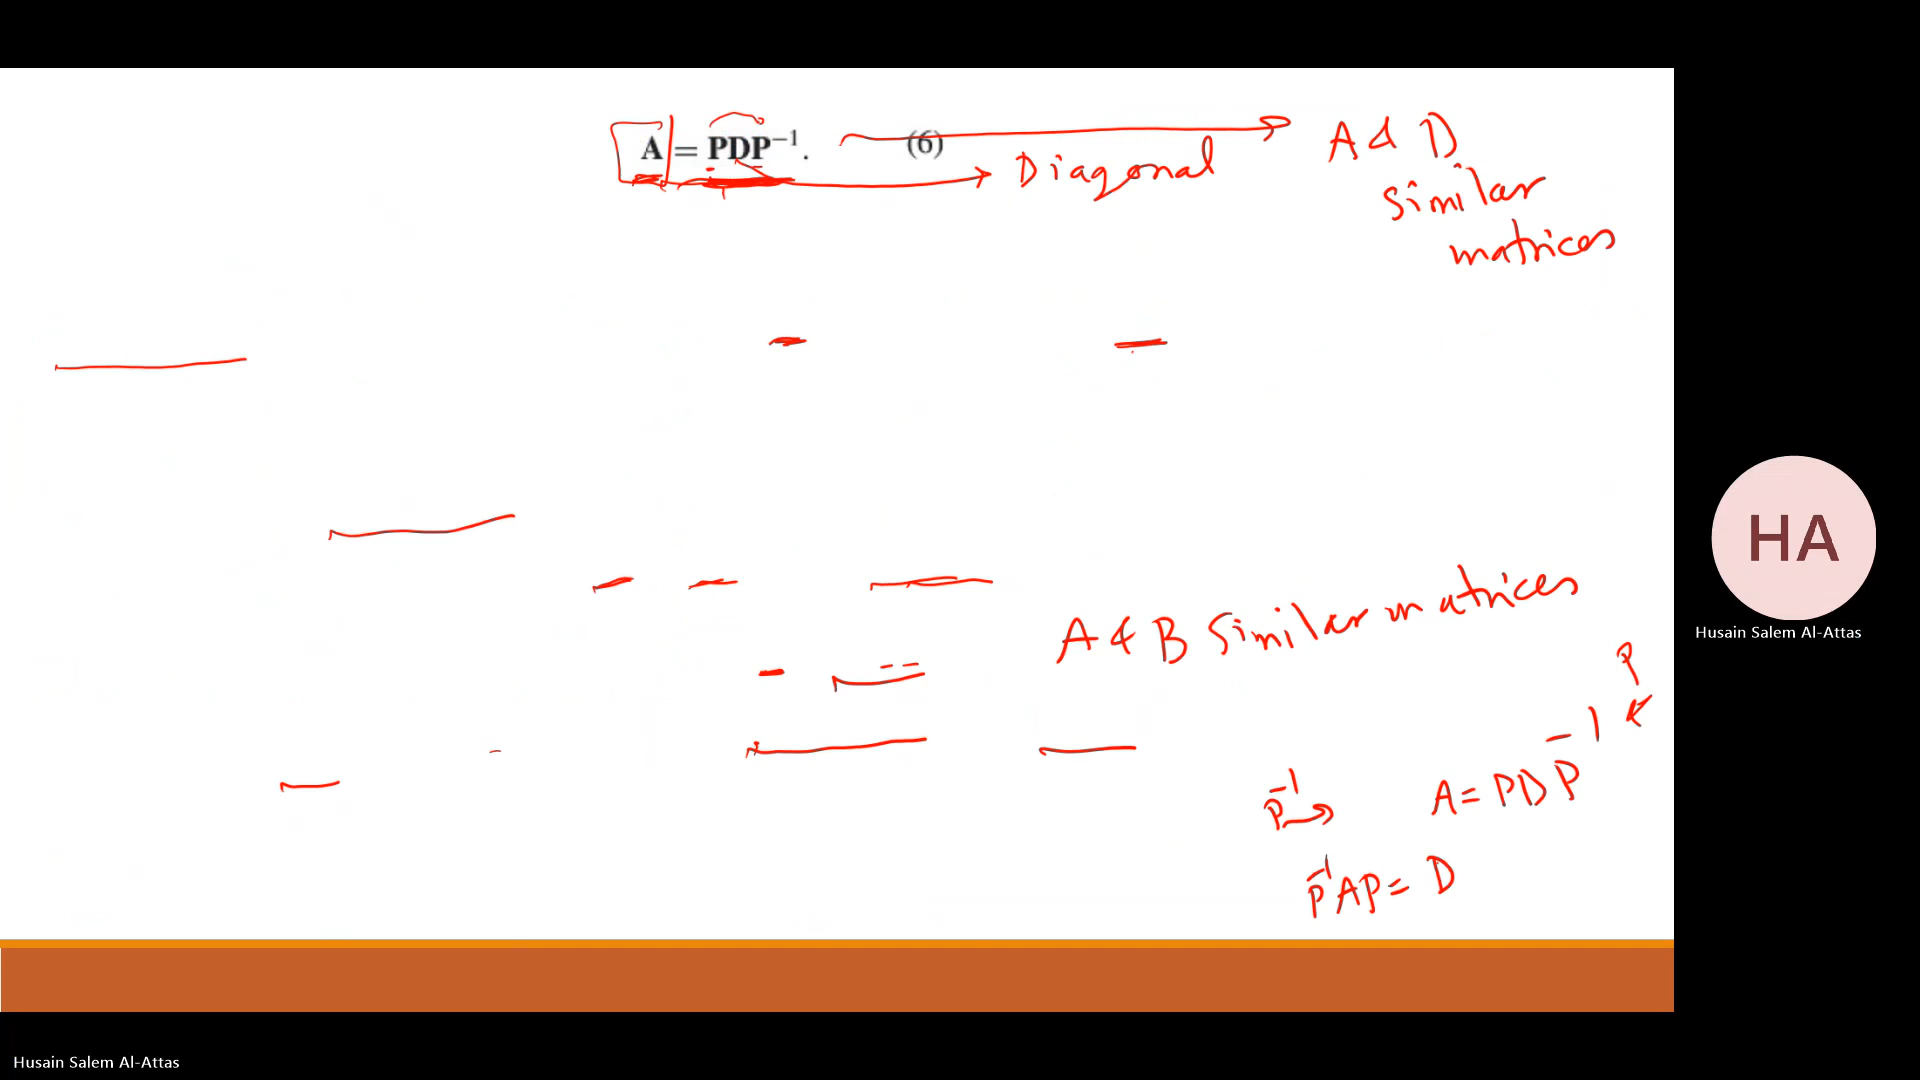 A = PDP⁻¹. (6)
A & D
Diagonal
similar
matrices
HA
Husain Salem Al-Attas
A & B Similar matrices
P
A = PDP⁻¹
P⁻¹
P⁻¹AP = D
Husain Salem Al-Attas